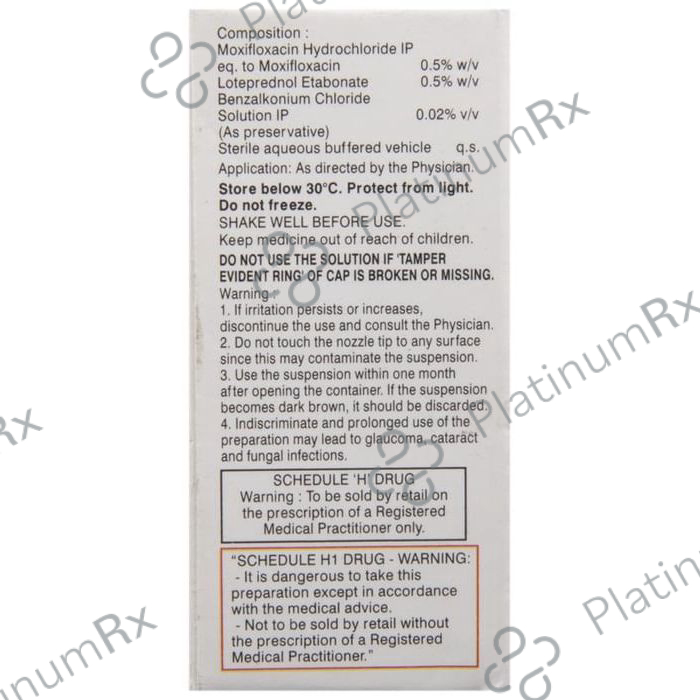 Composition :
Moxifloxacin Hydrochloride IP
eq. to Moxifloxacin 0.5% w/v
Loteprednol Etabonate 0.5% w/v
Benzalkonium Chloride
Solution IP 0.02% v/v
(As preservative)
Sterile aqueous buffered vehicle q.s.
Application: As directed by the Physician.
Store below 30°C. Protect from light.
Do not freeze.
SHAKE WELL BEFORE USE.
Keep medicine out of reach of children.
DO NOT USE THE SOLUTION IF 'TAMPER
EVIDENT RING' OF CAP IS BROKEN OR MISSING.
Warning
1. If irritation persists or increases,
discontinue the use and consult the Physician.
2. Do not touch the nozzle tip to any surface
since this may contaminate the suspension.
3. Use the suspension within one month
after opening the container. If the suspension
becomes dark brown, it should be discarded.
4. Indiscriminate and prolonged use of the
preparation may lead to glaucoma, cataract
and fungal infections.
SCHEDULE 'H' DRUG
Warning : To be sold by retail on
the prescription of a Registered
Medical Practitioner only.
"SCHEDULE H1 DRUG - WARNING:
- It is dangerous to take this
preparation except in accordance
with the medical advice.
- Not to be sold by retail without
the prescription of a Registered
Medical Practitioner."
PlatinumRx
PlatinumRx
PlatinumRx
Rx
PlatinumRx
inumRx